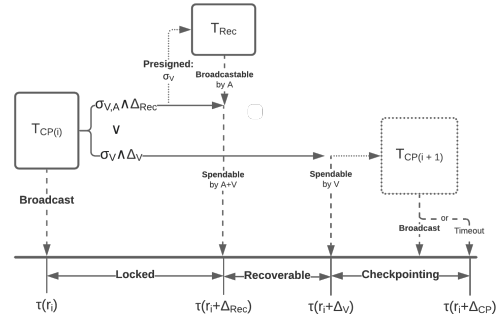 T_Rec
Presigned:
σ_V
Broadcastable
by A
σ_V,A ∧ Δ_Rec
T_CP(i)
∨
σ_V ∧ Δ_V
T_CP(i + 1)
Spendable
by A+V
Spendable
by V
Broadcast
Broadcast
or
Timeout
Locked
Recoverable
Checkpointing
τ(r_i)
τ(r_i+Δ_Rec)
τ(r_i+Δ_V)
τ(r_i+Δ_CP)